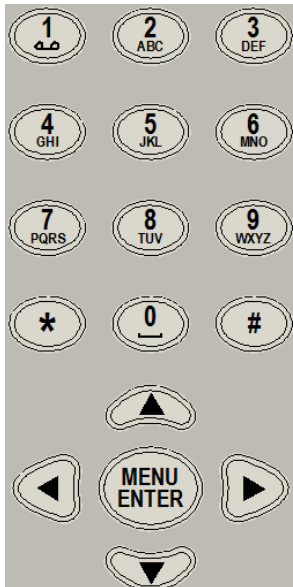 1 2 3
ABC DEF
4 5 6
GHI JKL MNO
7 8 9
PQRS TUV WXYZ
* 0 #
MENU
ENTER